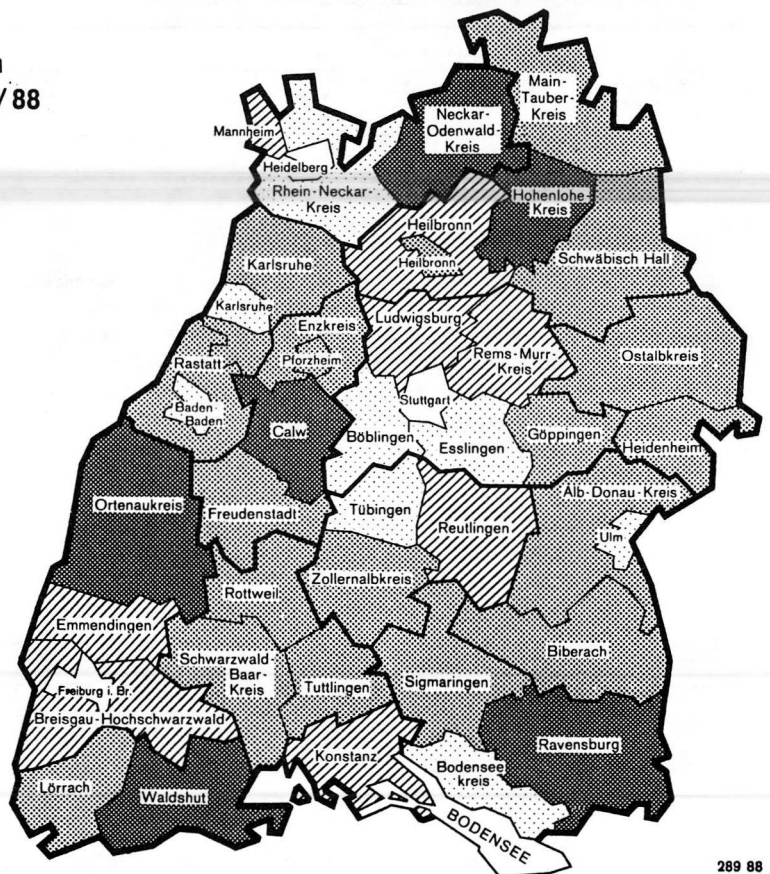 /88
Main-
Tauber-
Kreis
Neckar-
Odenwald-
Kreis
Mannheim
Heidelberg
Rhein-Neckar-
Kreis
Hohenlohe-
Kreis
Heilbronn
Heilbronn
Schwäbisch Hall
Karlsruhe
Karlsruhe
Ludwigsburg
Enzkreis
Pforzheim
Rems-Murr-
Kreis
Ostalbkreis
Rastatt
Baden-
Baden
Stuttgart
Calw
Böblingen
Esslingen
Göppingen
Heidenheim
Alb-Donau-Kreis
Ortenaukreis
Freudenstadt
Tübingen
Reutlingen
Ulm
Rottweil
Zollernalbkreis
Emmendingen
Biberach
Schwarzwald-
Baar-
Kreis
Tuttlingen
Sigmaringen
Freiburg i. Br.
Breisgau-Hochschwarzwald
Konstanz
Ravensburg
Bodensee
kreis
Lörrach
Waldshut
BODENSEE
289 88